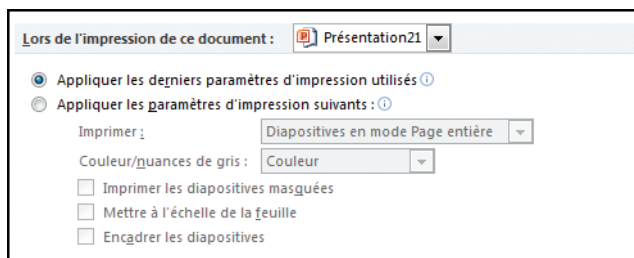 Lors de l'impression de ce document : Présentation21
Appliquer les derniers paramètres d'impression utilisés
Appliquer les paramètres d'impression suivants :
Imprimer : Diapositives en mode Page entière
Couleur/nuances de gris : Couleur
Imprimer les diapositives masquées
Mettre à l'échelle de la feuille
Encadrer les diapositives